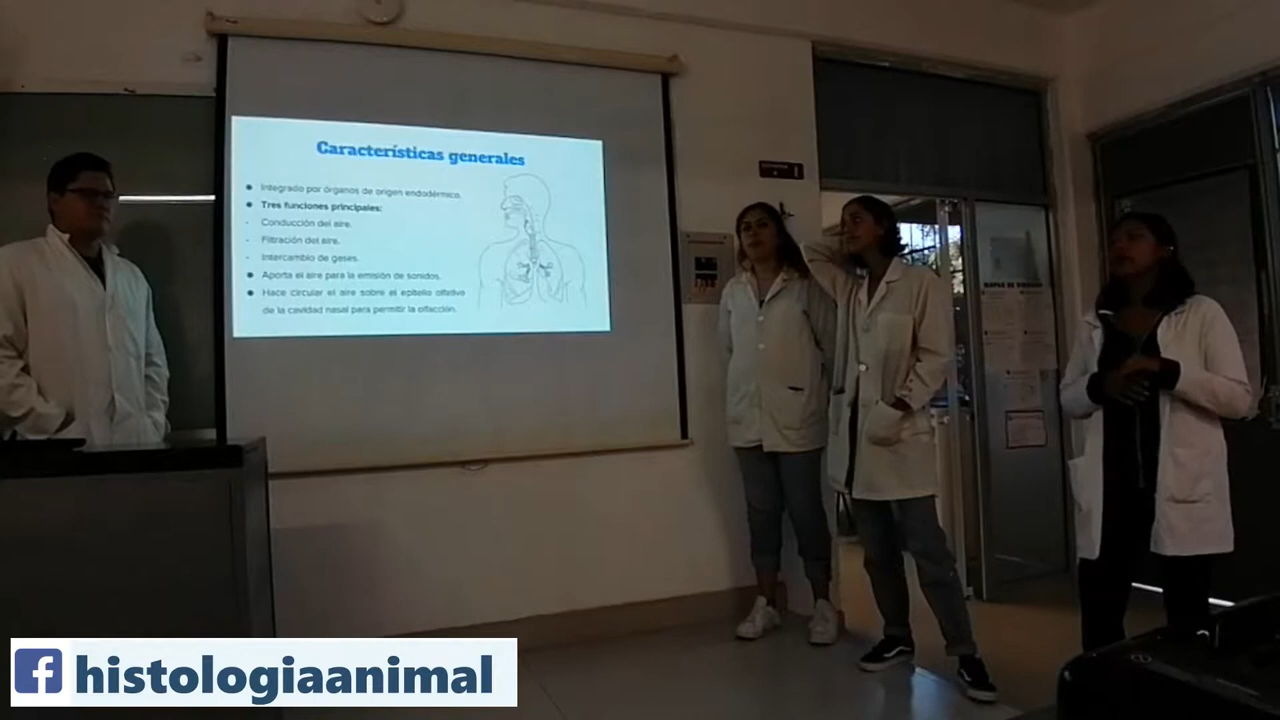 Características generales
● Integrado por órganos de origen endodérmico.
● Tres funciones principales:
- Conducción del aire.
- Filtración del aire.
- Intercambio de gases.
● Aporta el aire para la emisión de sonidos.
● Hace circular el aire sobre el epitelio olfativo
de la cavidad nasal para permitir la olfacción.
MAPAS DE
f histologiaanimal